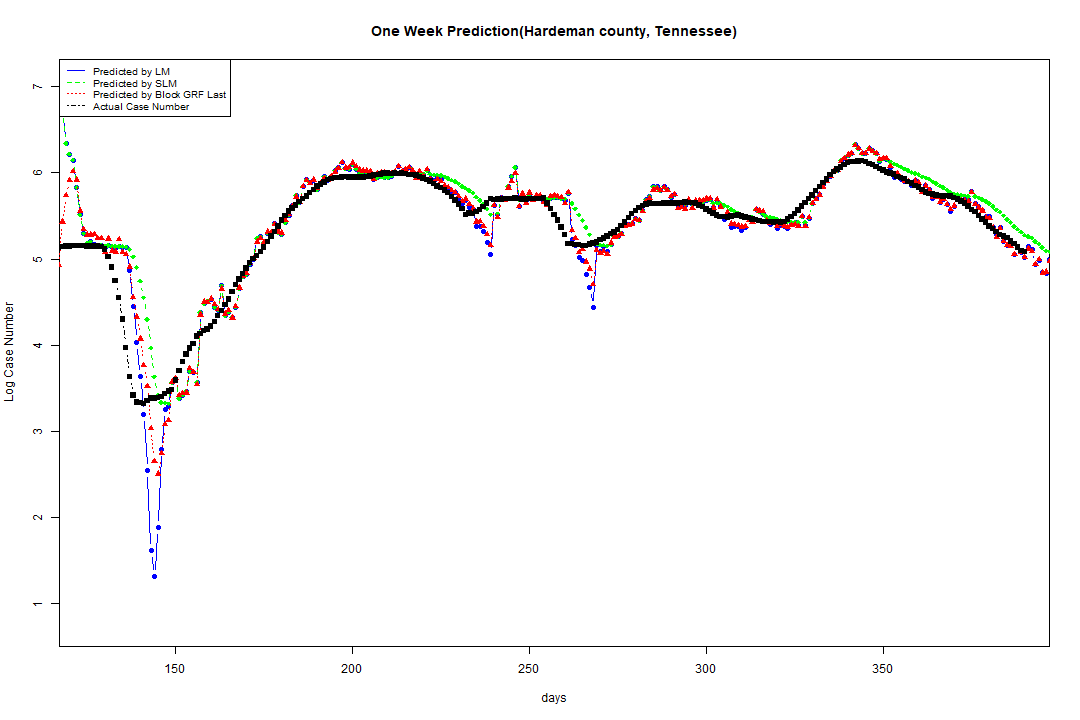 One Week Prediction(Hardeman county, Tennessee)
Predicted by LM
Predicted by SLM
Predicted by Block GRF Last
Actual Case Number
Log Case Number
7
6
5
4
3
2
1
150
200
250
300
350
days